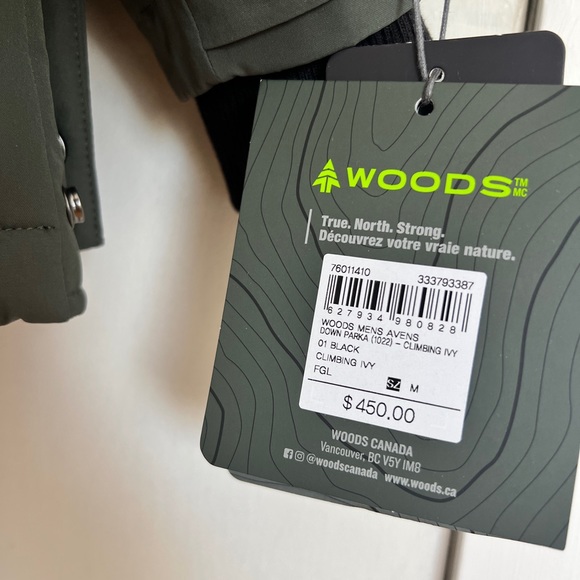 WOODS TM MC
True. North. Strong.
Découvrez votre vraie nature.
76011410 333793387
6 27934 980828
WOODS MENS AVENS
DOWN PARKA (1022) - CLIMBING IVY
01 BLACK
CLIMBING IVY
FGL
SZ M
$450.00
WOODS CANADA
Vancouver, BC V5Y 1M8
@woodscanada www.woods.ca